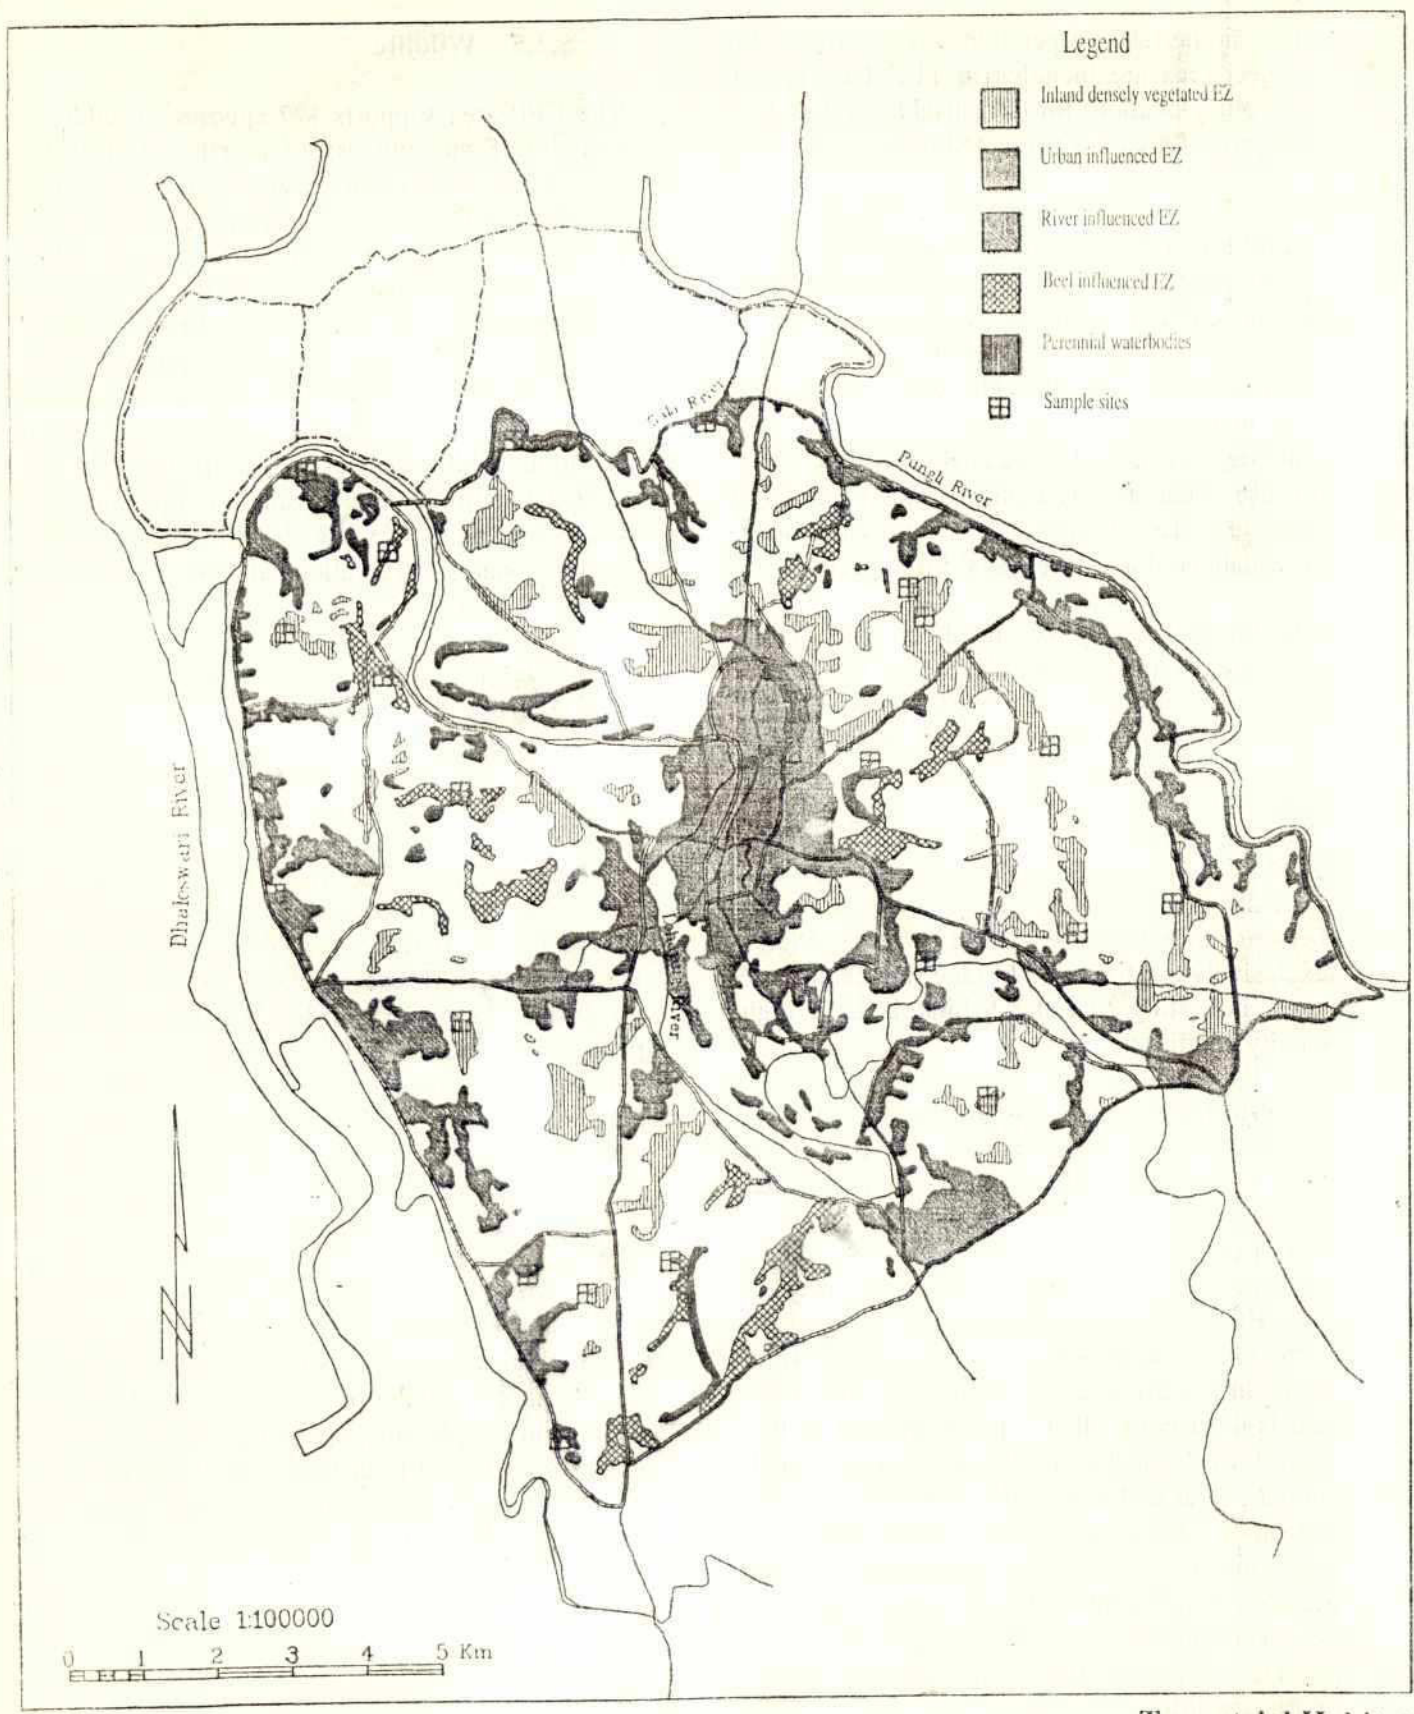 Legend
Inland densely vegetated EZ
Urban influenced EZ
River influenced EZ
Beel influenced EZ
Perennial waterbodies
Sample sites
River
Pungli River
Dhaleswari River
River
Scale 1:100000
0 1 2 3 4 5 Km